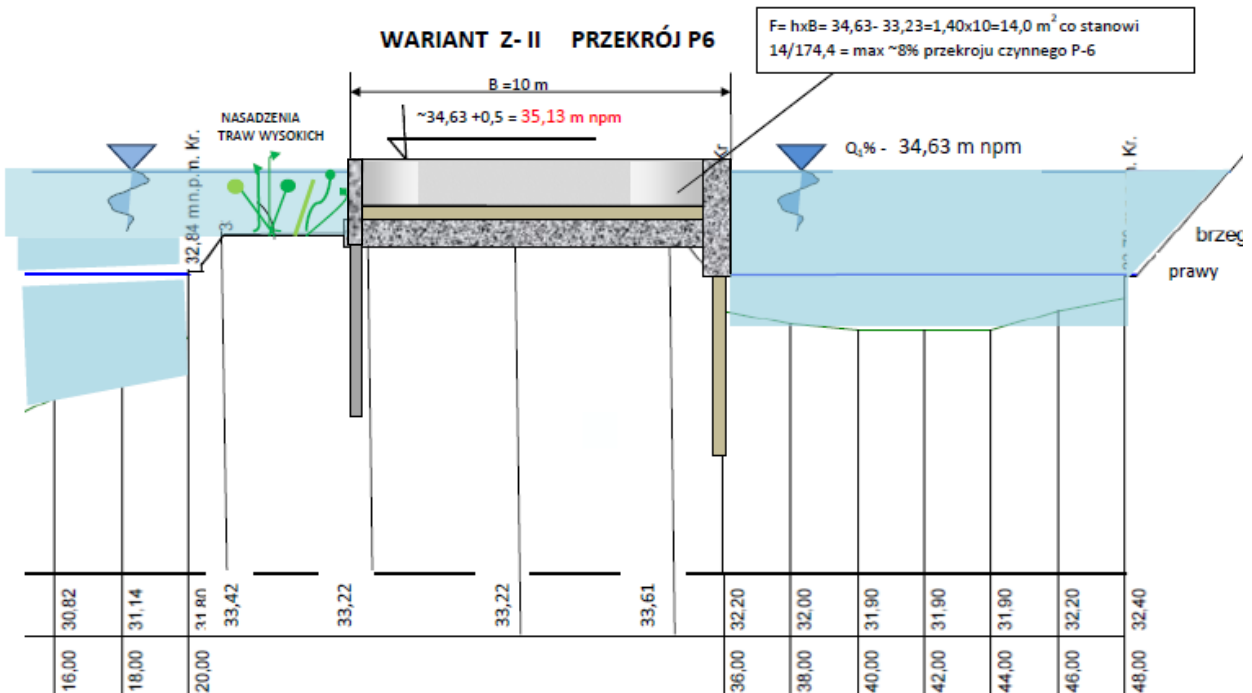 WARIANT Z- II PRZEKRÓJ P6
F= hxB= 34,63- 33,23=1,40x10=14,0 m² co stanowi
14/174,4 = max ~8% przekroju czynnego P-6
B =10 m
~34,63 +0,5 = 35,13 m npm
NASADZENIA
TRAW WYSOKICH
Q₁% - 34,63 m npm
32,84 m n.p.m. Kr.
Kr.
brzeg
prawy
30,82
31,14
31,80
33,42
33,22
33,22
33,61
32,20
32,00
31,90
31,90
31,90
32,20
32,40
16,00
18,00
20,00
36,00
38,00
40,00
42,00
44,00
46,00
48,00